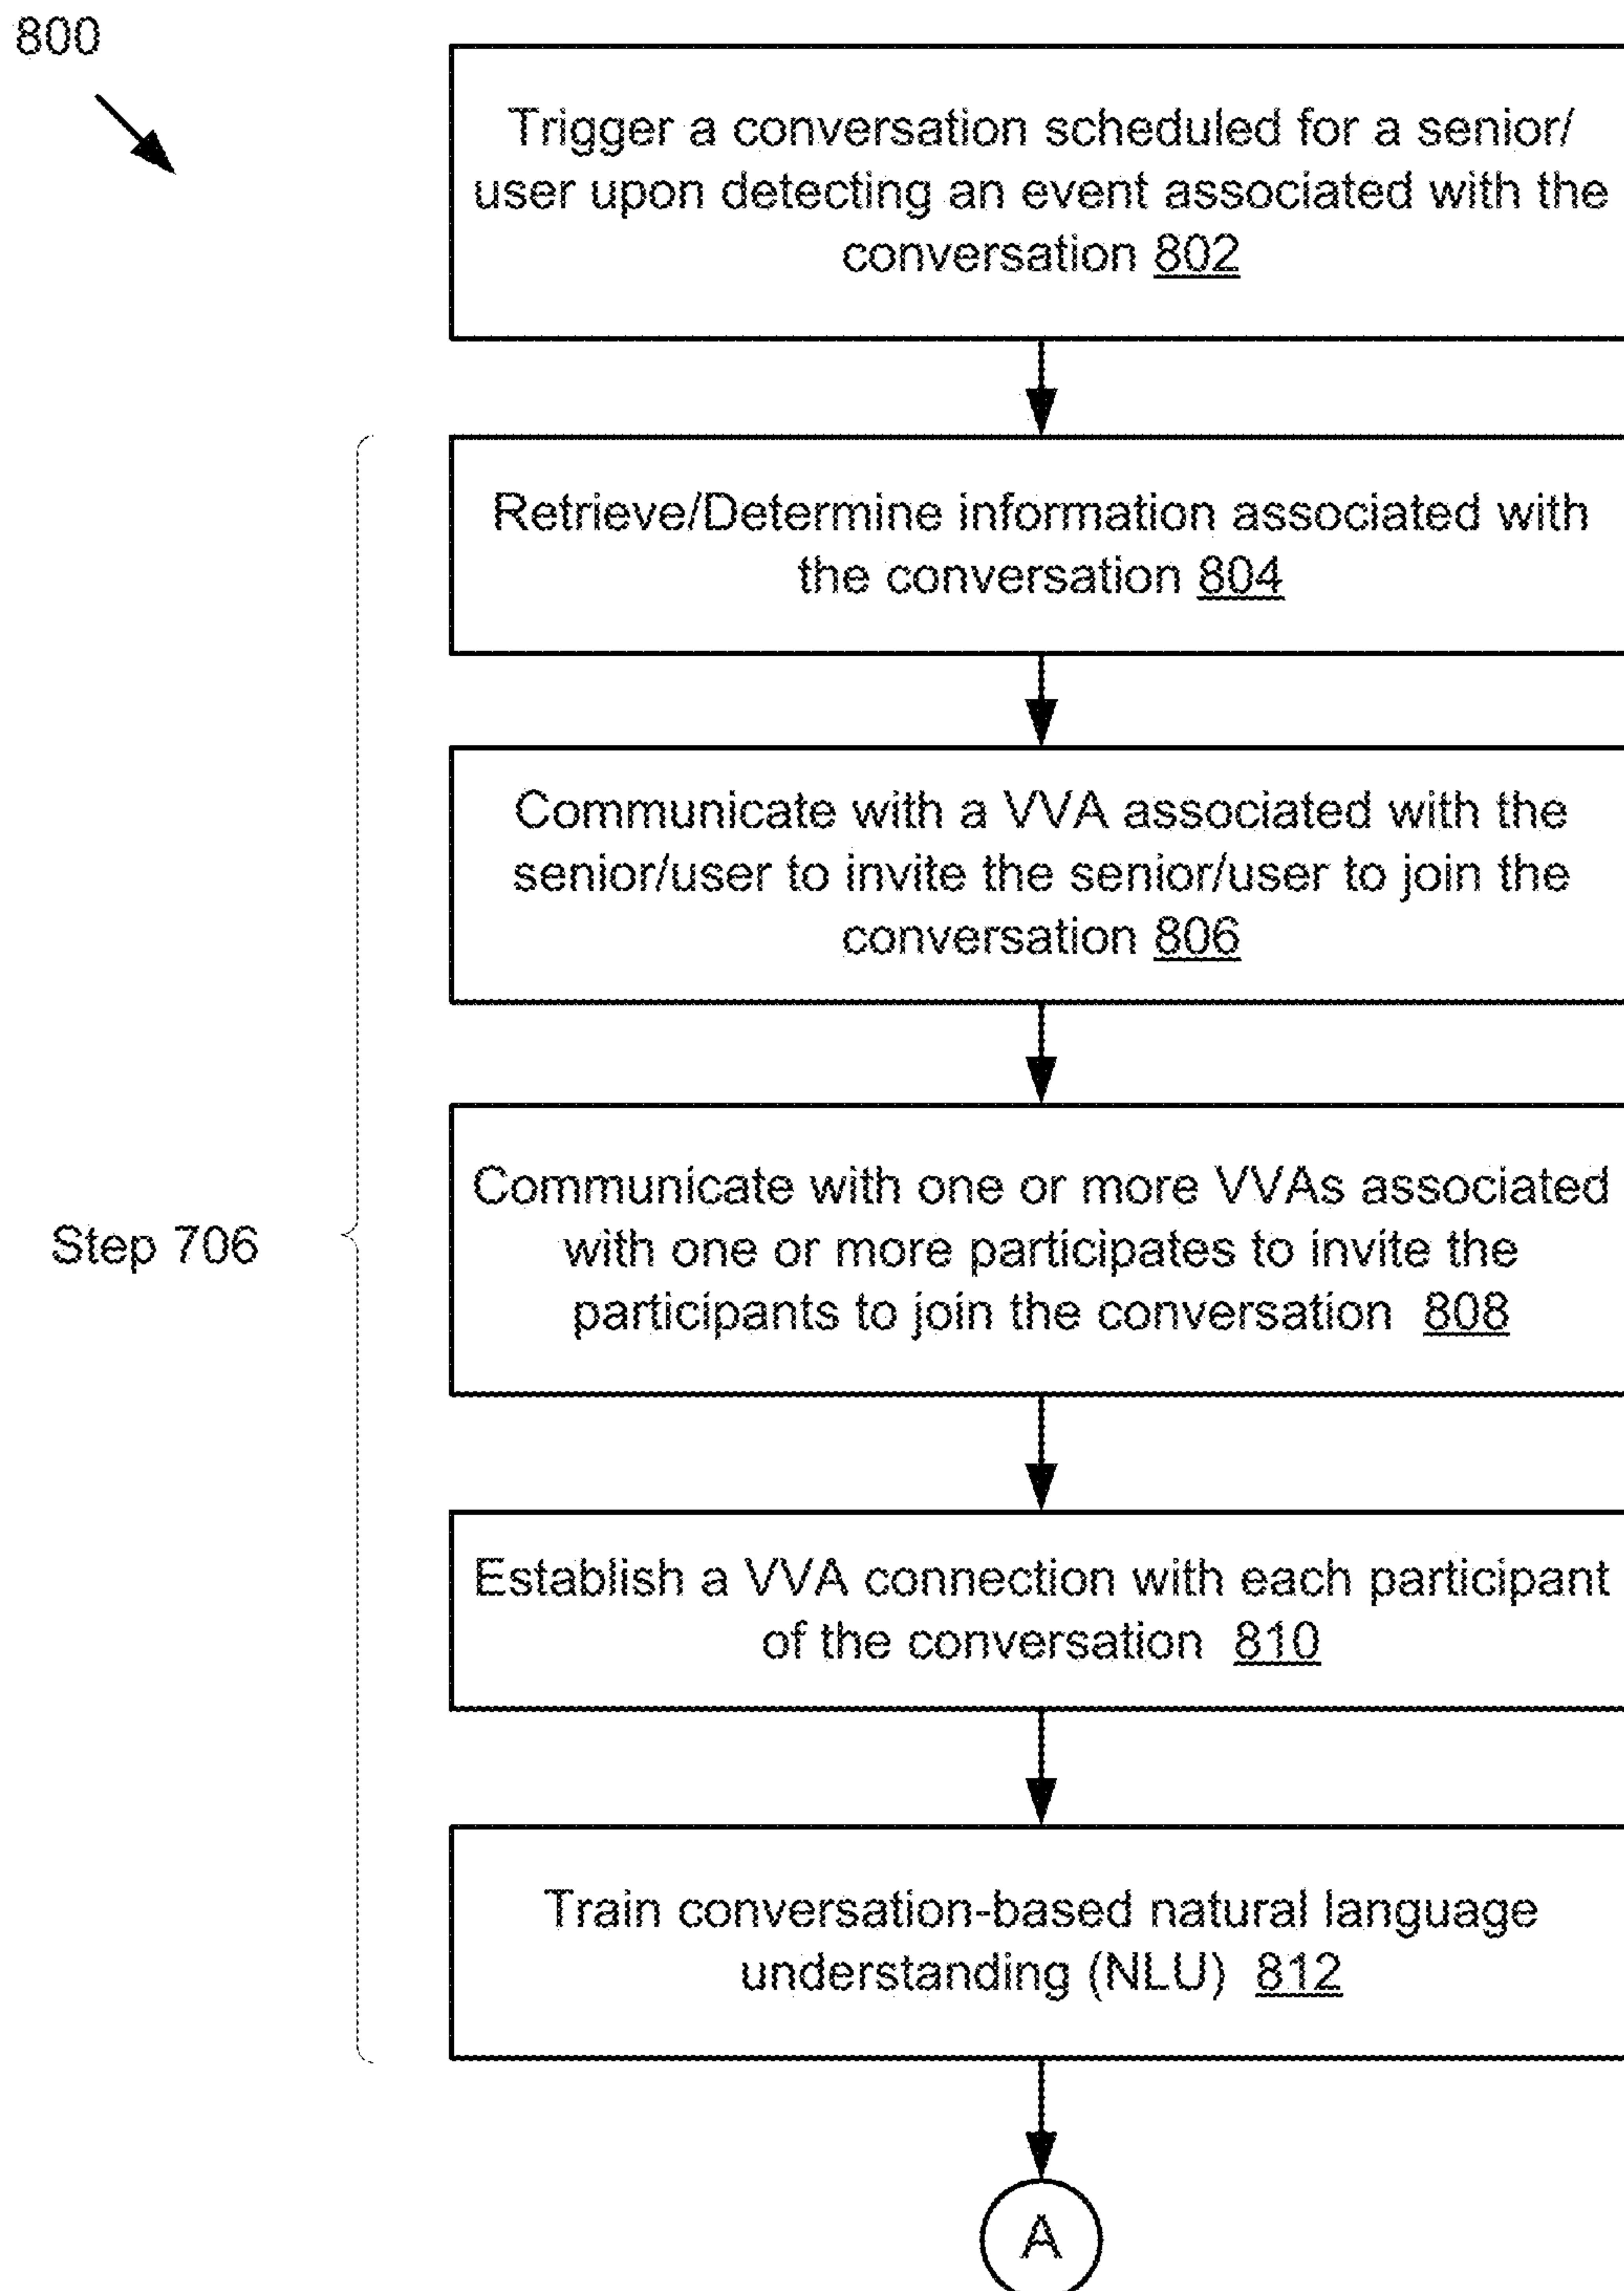 800
Trigger a conversation scheduled for a senior/
user upon detecting an event associated with the
conversation 802
Retrieve/Determine information associated with
the conversation 804
Communicate with a VVA associated with the
senior/user to invite the senior/user to join the
conversation 806
Communicate with one or more VVAs associated
with one or more participates to invite the
participants to join the conversation 808
Step 706
Establish a VVA connection with each participant
of the conversation 810
Train conversation-based natural language
understanding (NLU) 812
A